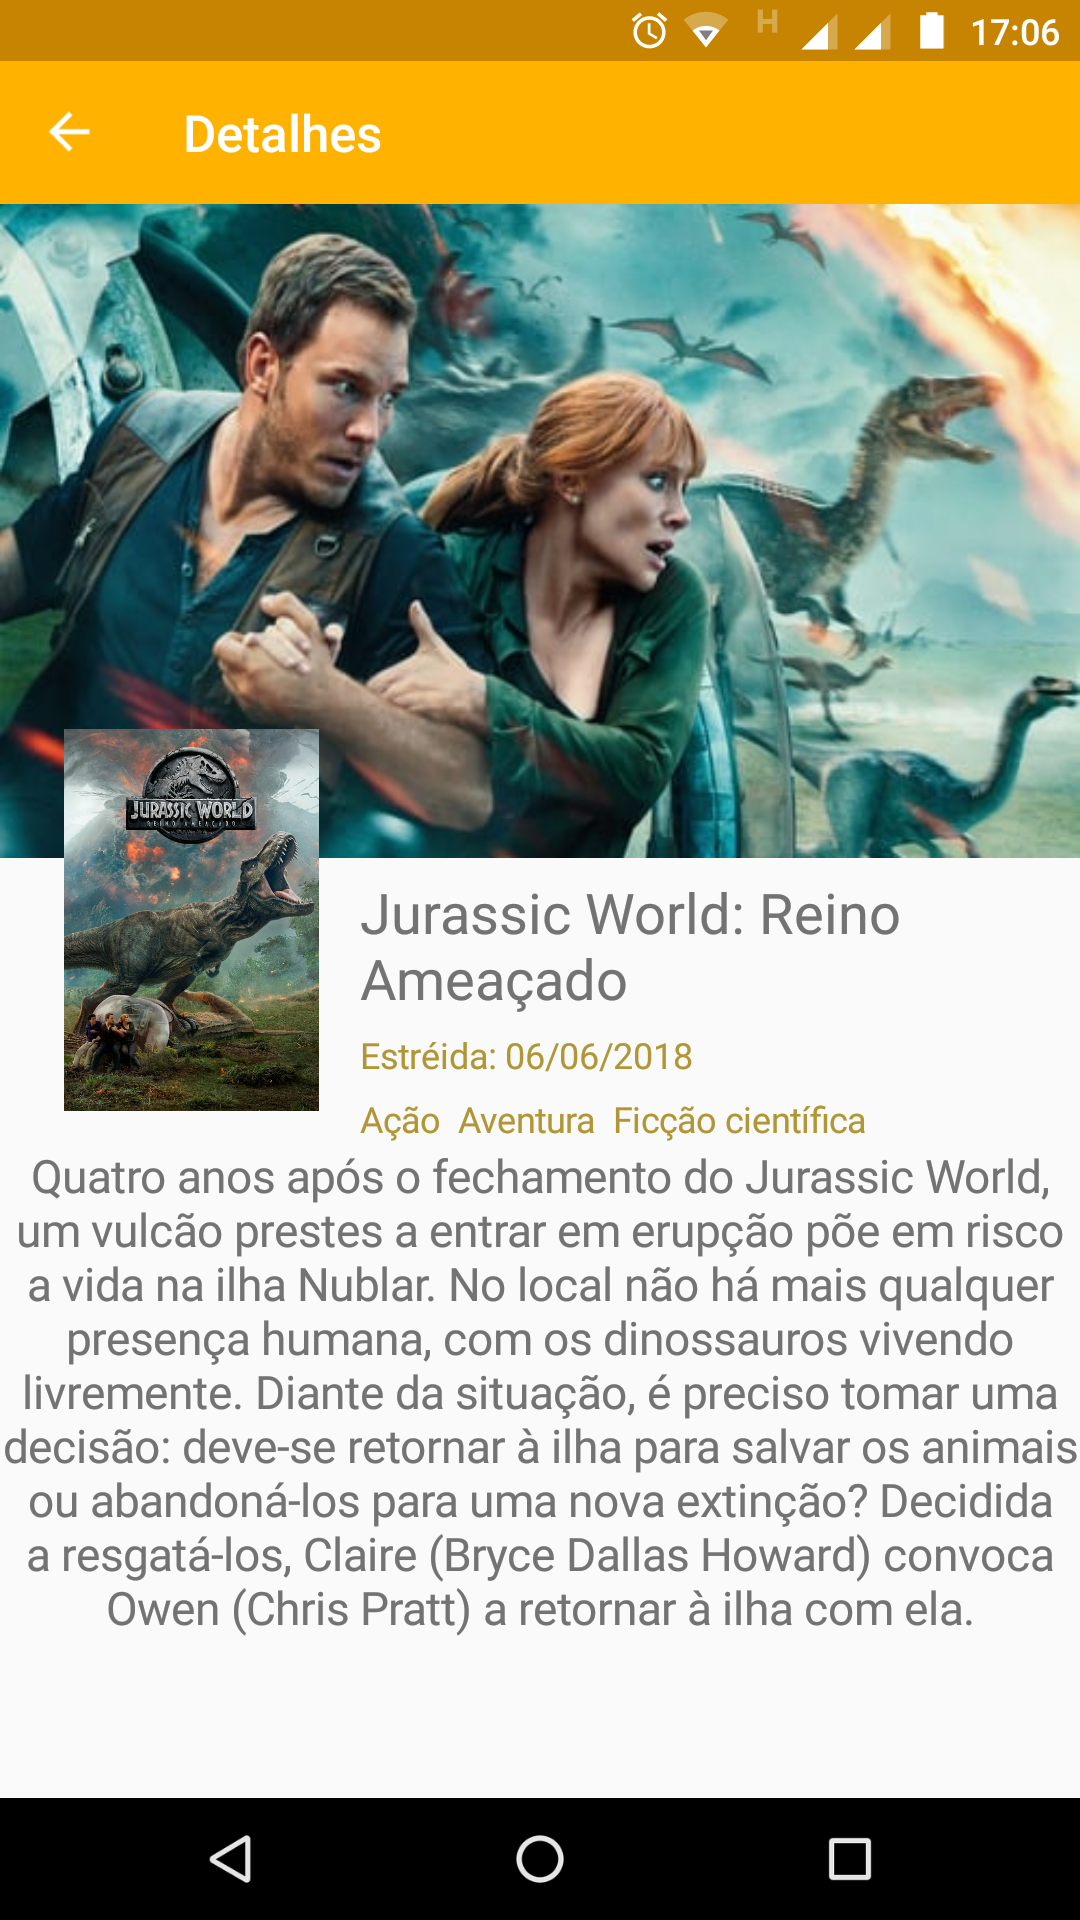 H
17:06
Detalhes
JURASSIC WORLD
REINO AMEAÇADO
Jurassic World: Reino
Ameaçado
Estréida: 06/06/2018
Ação Aventura Ficção científica
Quatro anos após o fechamento do Jurassic World,
um vulcão prestes a entrar em erupção põe em risco
a vida na ilha Nublar. No local não há mais qualquer
presença humana, com os dinossauros vivendo
livremente. Diante da situação, é preciso tomar uma
decisão: deve-se retornar à ilha para salvar os animais
ou abandoná-los para uma nova extinção? Decidida
a resgatá-los, Claire (Bryce Dallas Howard) convoca
Owen (Chris Pratt) a retornar à ilha com ela.